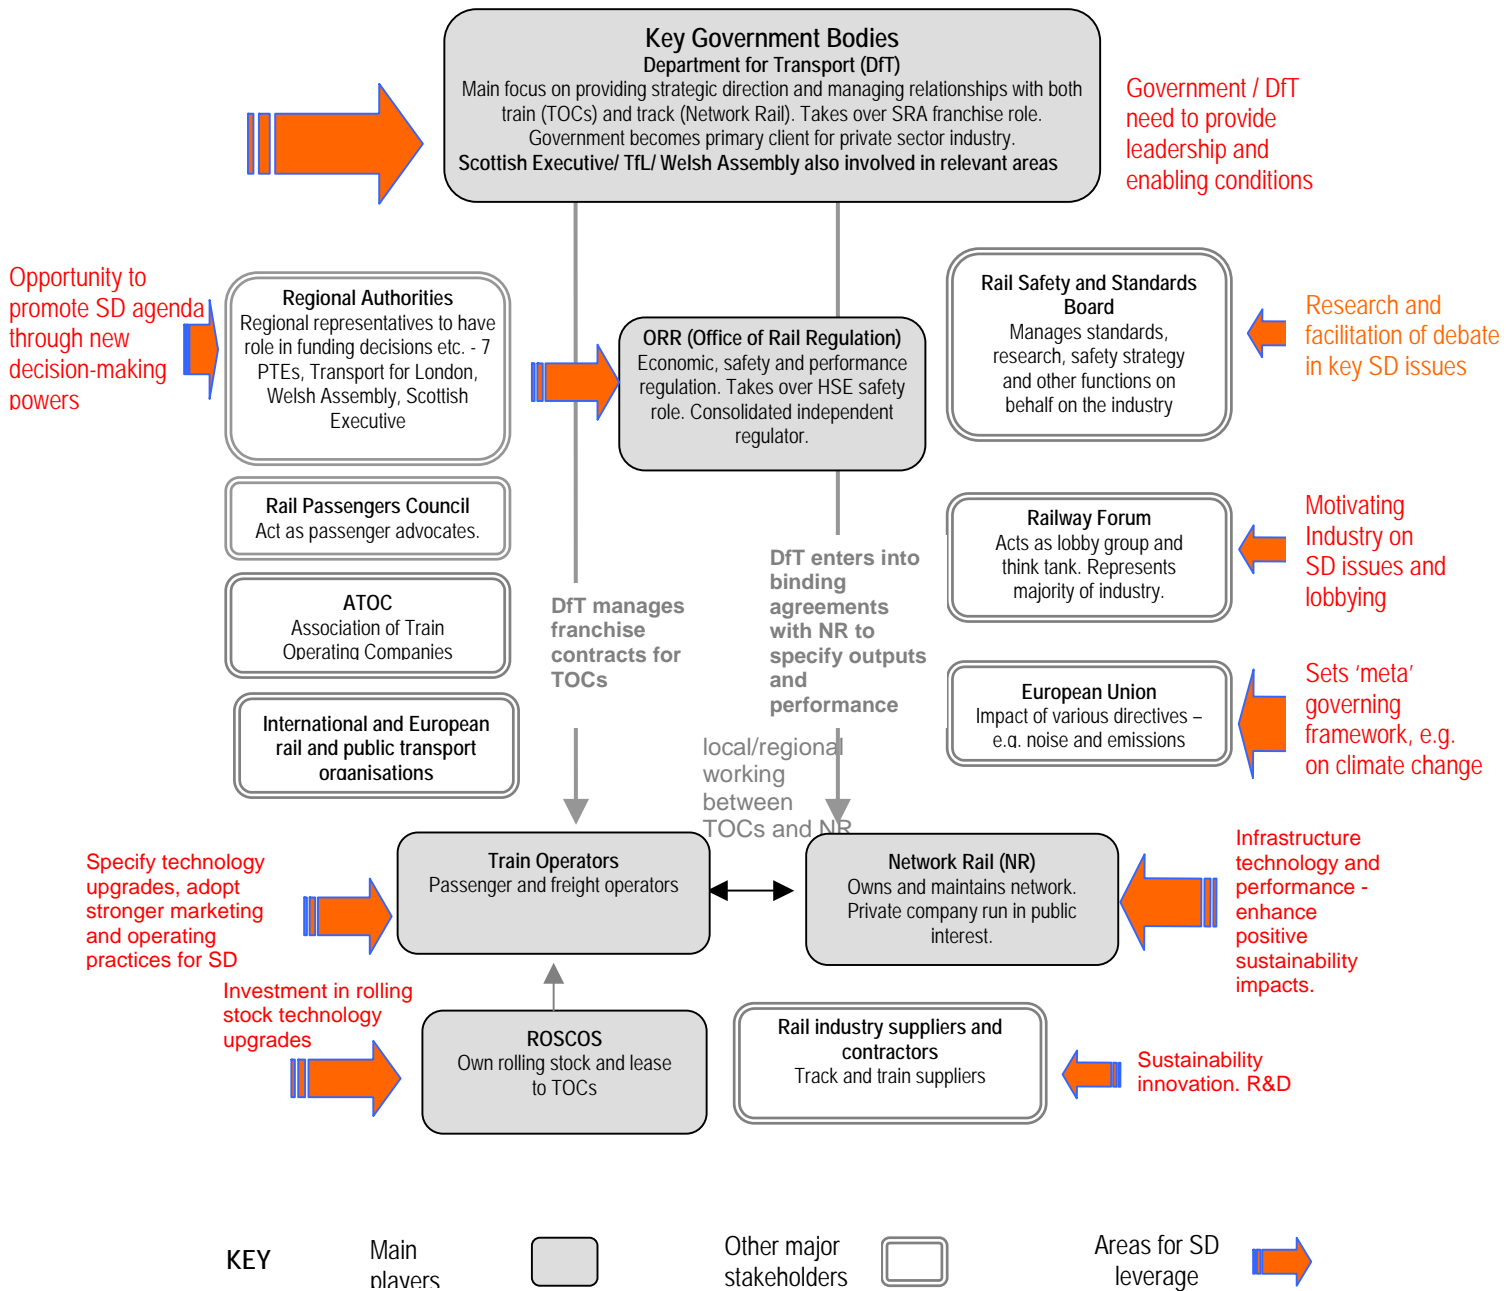 Key Government Bodies
Department for Transport (DfT)
Main focus on providing strategic direction and managing relationships with both
train (TOCs) and track (Network Rail). Takes over SRA franchise role.
Government becomes primary client for private sector industry.
Scottish Executive/ TfL/ Welsh Assembly also involved in relevant areas
Government / DfT
need to provide
leadership and
enabling conditions
Opportunity to
promote SD agenda
through new
decision-making
powers
Regional Authorities
Regional representatives to have
role in funding decisions etc. - 7
PTEs, Transport for London,
Welsh Assembly, Scottish
Executive
ORR (Office of Rail Regulation)
Economic, safety and performance
regulation. Takes over HSE safety
role. Consolidated independent
regulator.
Rail Safety and Standards
Board
Manages standards,
research, safety strategy
and other functions on
behalf on the industry
Research and
facilitation of debate
in key SD issues
Rail Passengers Council
Act as passenger advocates.
Railway Forum
Acts as lobby group and
think tank. Represents
majority of industry.
Motivating
Industry on
SD issues and
lobbying
ATOC
Association of Train
Operating Companies
DfT manages
franchise
contracts for
TOCs
DfT enters into
binding
agreements
with NR to
specify outputs
and
performance
European Union
Impact of various directives –
e.g. noise and emissions
Sets ‘meta’
governing
framework, e.g.
on climate change
International and European
rail and public transport
organisations
local/regional
working
between
TOCs and NR
Specify technology
upgrades, adopt
stronger marketing
and operating
practices for SD
Train Operators
Passenger and freight operators
Network Rail (NR)
Owns and maintains network.
Private company run in public
interest.
Infrastructure
technology and
performance -
enhance
positive
sustainability
impacts.
Investment in rolling
stock technology
upgrades
ROSCOS
Own rolling stock and lease
to TOCs
Rail industry suppliers and
contractors
Track and train suppliers
Sustainability
innovation. R&D
KEY
Main
players
Other major
stakeholders
Areas for SD
leverage